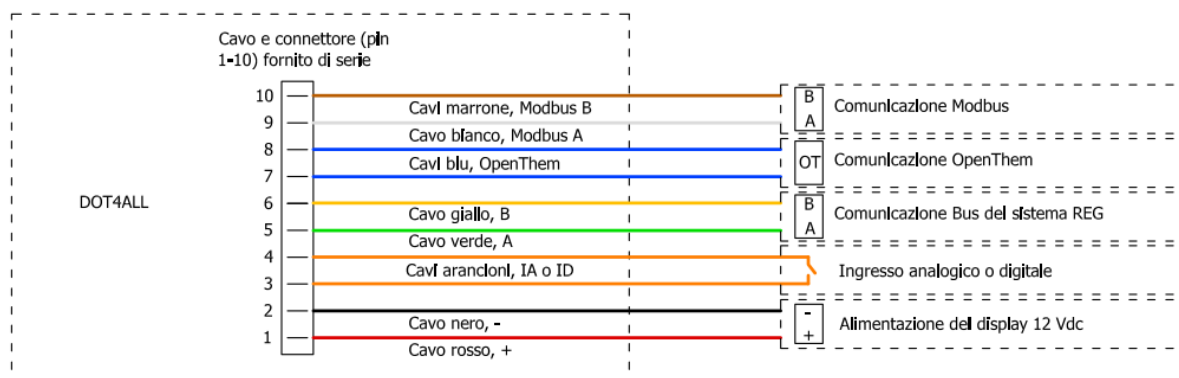 Cavo e connettore (pin
1-10) fornito di serie
DOT4ALL
10
Cavi marrone, Modbus B
9
Cavo bianco, Modbus A
8
Cavi blu, OpenThem
7
6
Cavo giallo, B
5
Cavo verde, A
4
Cavi arancioni, IA o ID
3
2
Cavo nero, -
1
Cavo rosso, +
B
A
Comunicazione Modbus
OT
Comunicazione OpenThem
B
A
Comunicazione Bus del sistema REG
Ingresso analogico o digitale
-
+
Alimentazione del display 12 Vdc